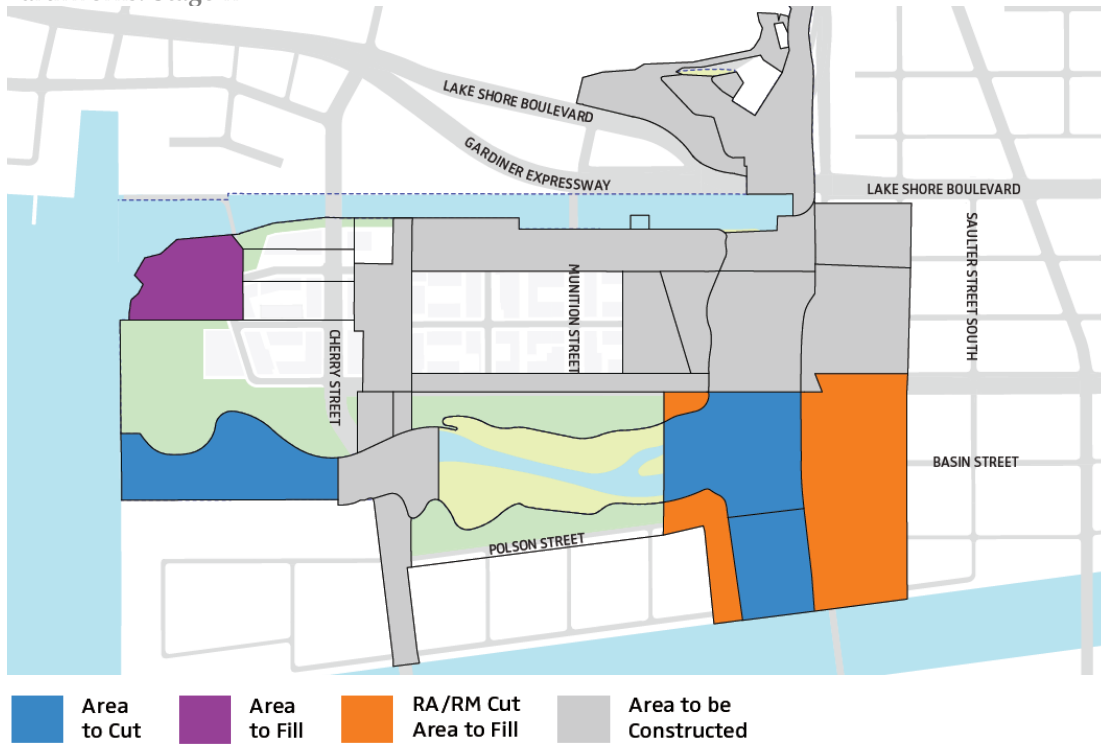 LAKE SHORE BOULEVARD
GARDINER EXPRESSWAY
LAKE SHORE BOULEVARD
SAULTER STREET SOUTH
MUNITION STREET
CHERRY STREET
BASIN STREET
POLSON STREET
Area
to Cut
Area
to Fill
RA/RM Cut
Area to Fill
Area to be
Constructed